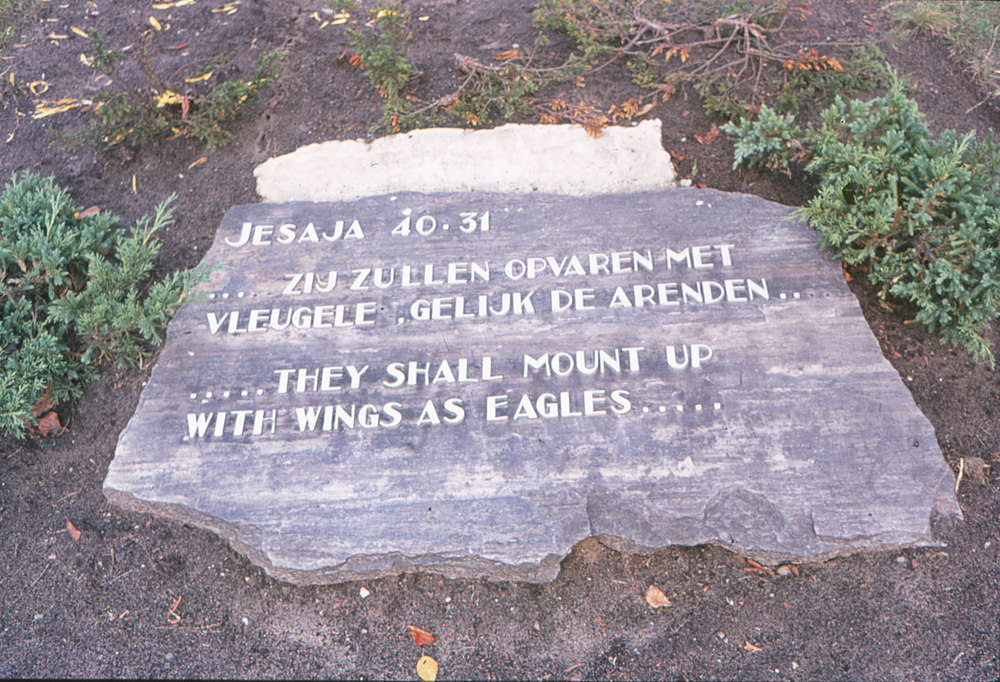 JESAJA 40·31
..... ZIJ ZULLEN OPVAREN MET
VLEUGELE ,GELIJK DE ARENDEN....
.....THEY SHALL MOUNT UP
WITH WINGS AS EAGLES.....